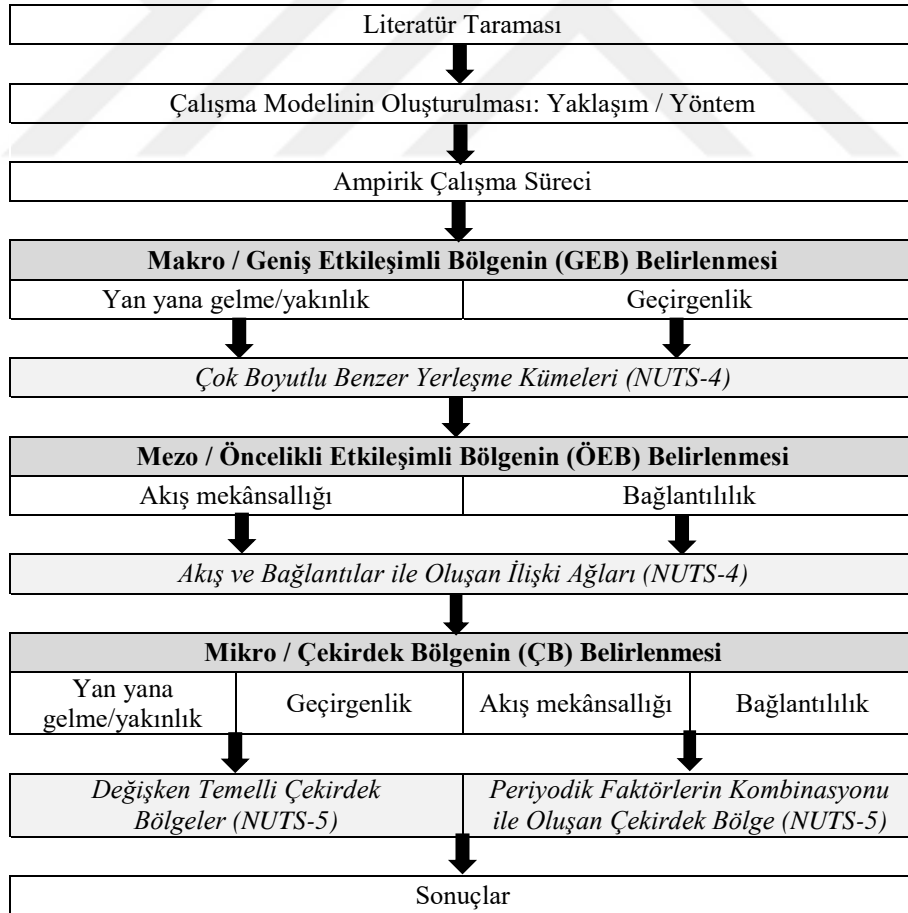 Literatür Taraması
Çalışma Modelinin Oluşturulması: Yaklaşım / Yöntem
Ampirik Çalışma Süreci
Makro / Geniş Etkileşimli Bölgenin (GEB) Belirlenmesi
Yan yana gelme/yakınlık
Geçirgenlik
Çok Boyutlu Benzer Yerleşme Kümeleri (NUTS-4)
Mezo / Öncelikli Etkileşimli Bölgenin (ÖEB) Belirlenmesi
Akış mekânsallığı
Bağlantılılık
Akış ve Bağlantılar ile Oluşan İlişki Ağları (NUTS-4)
Mikro / Çekirdek Bölgenin (ÇB) Belirlenmesi
Yan yana
gelme/yakınlık
Geçirgenlik
Akış mekânsallığı
Bağlantılılık
Değişken Temelli Çekirdek
Bölgeler (NUTS-5)
Periyodik Faktörlerin Kombinasyonu
ile Oluşan Çekirdek Bölge (NUTS-5)
Sonuçlar